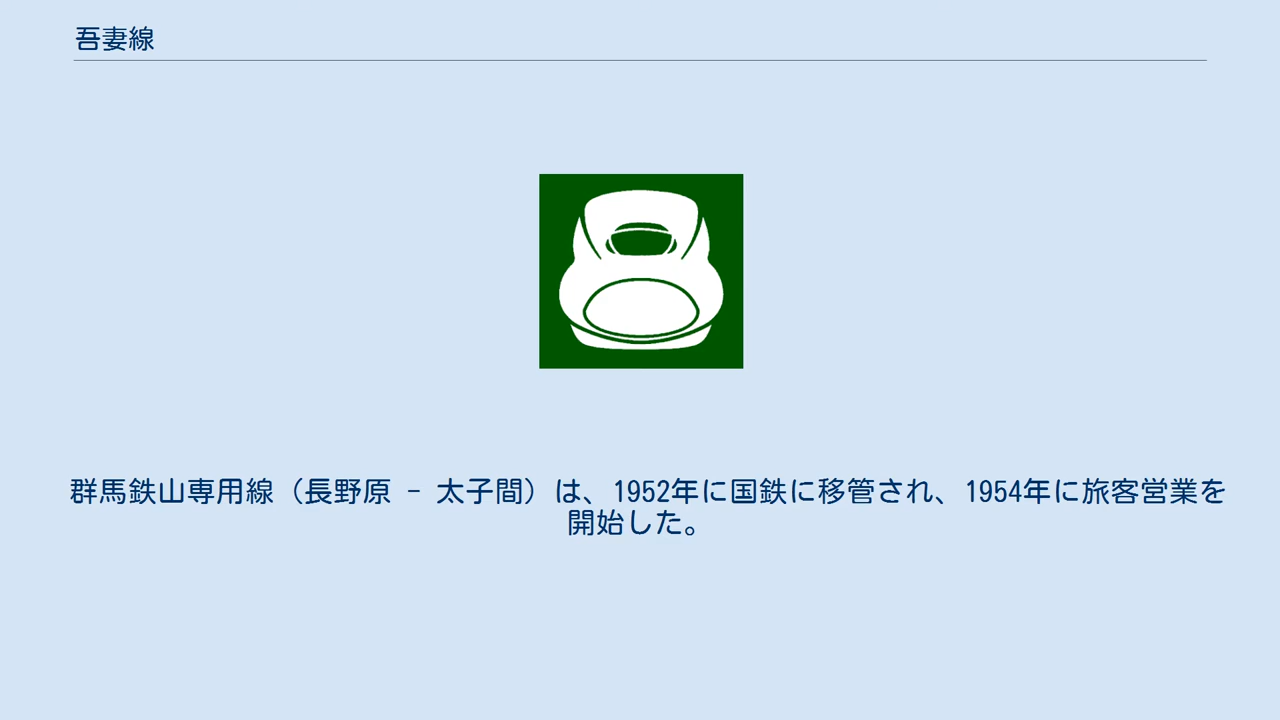 吾妻線
群馬鉄山専用線（長野原 - 太子間）は、1952年に国鉄に移管され、1954年に旅客営業を
開始した。